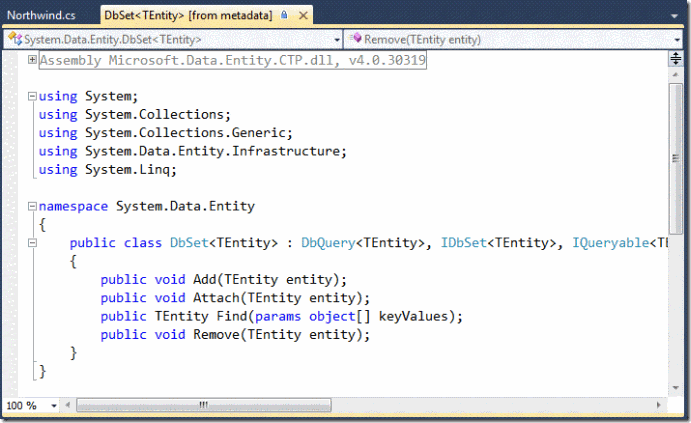 Northwind.cs DbSet<TEntity> [from metadata]
System.Data.Entity.DbSet<TEntity> Remove(TEntity entity)
Assembly Microsoft.Data.Entity.CTP.dll, v4.0.30319
using System;
using System.Collections;
using System.Collections.Generic;
using System.Data.Entity.Infrastructure;
using System.Linq;
namespace System.Data.Entity
{
public class DbSet<TEntity> : DbQuery<TEntity>, IDbSet<TEntity>, IQueryable<TE
{
public void Add(TEntity entity);
public void Attach(TEntity entity);
public TEntity Find(params object[] keyValues);
public void Remove(TEntity entity);
}
}
100 %